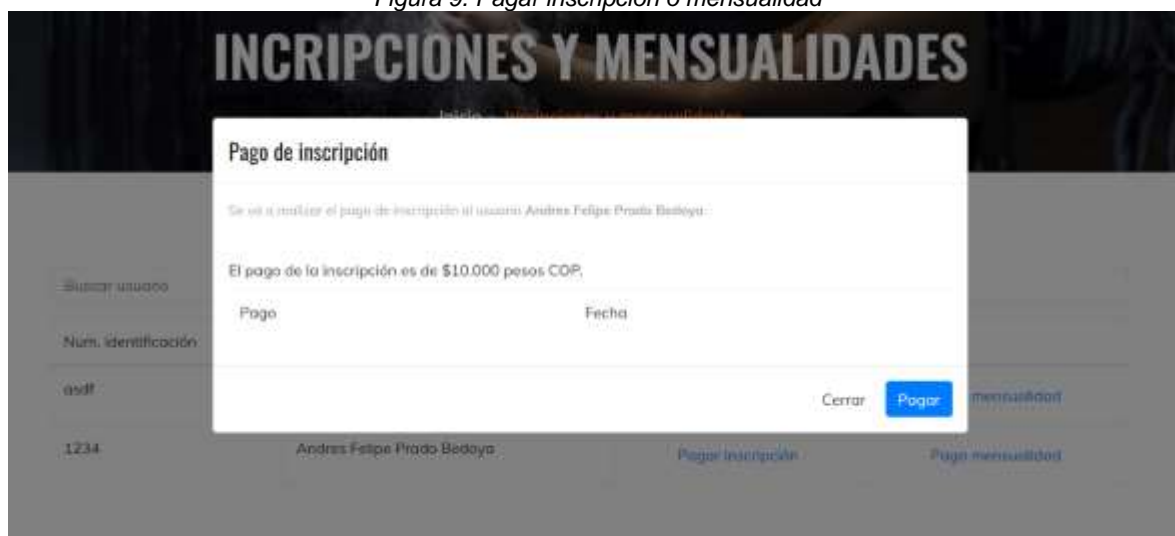 Figura 9. Pagar inscripción o mensualidad
INCRIPCIONES Y MENSUALIDADES
Inicio Inscripciones y mensualidades
Pago de inscripción
Se va a realizar el pago de inscripción al usuario Andres Felipe Prado Bedoya.
El pago de la inscripción es de $10.000 pesos COP.
Buscar usuario
Pago Fecha
Num. identificación
asdf mensualidad
Cerrar Pagar
1234 Andres Felipe Prado Bedoya Pagar inscripción Pago mensualidad